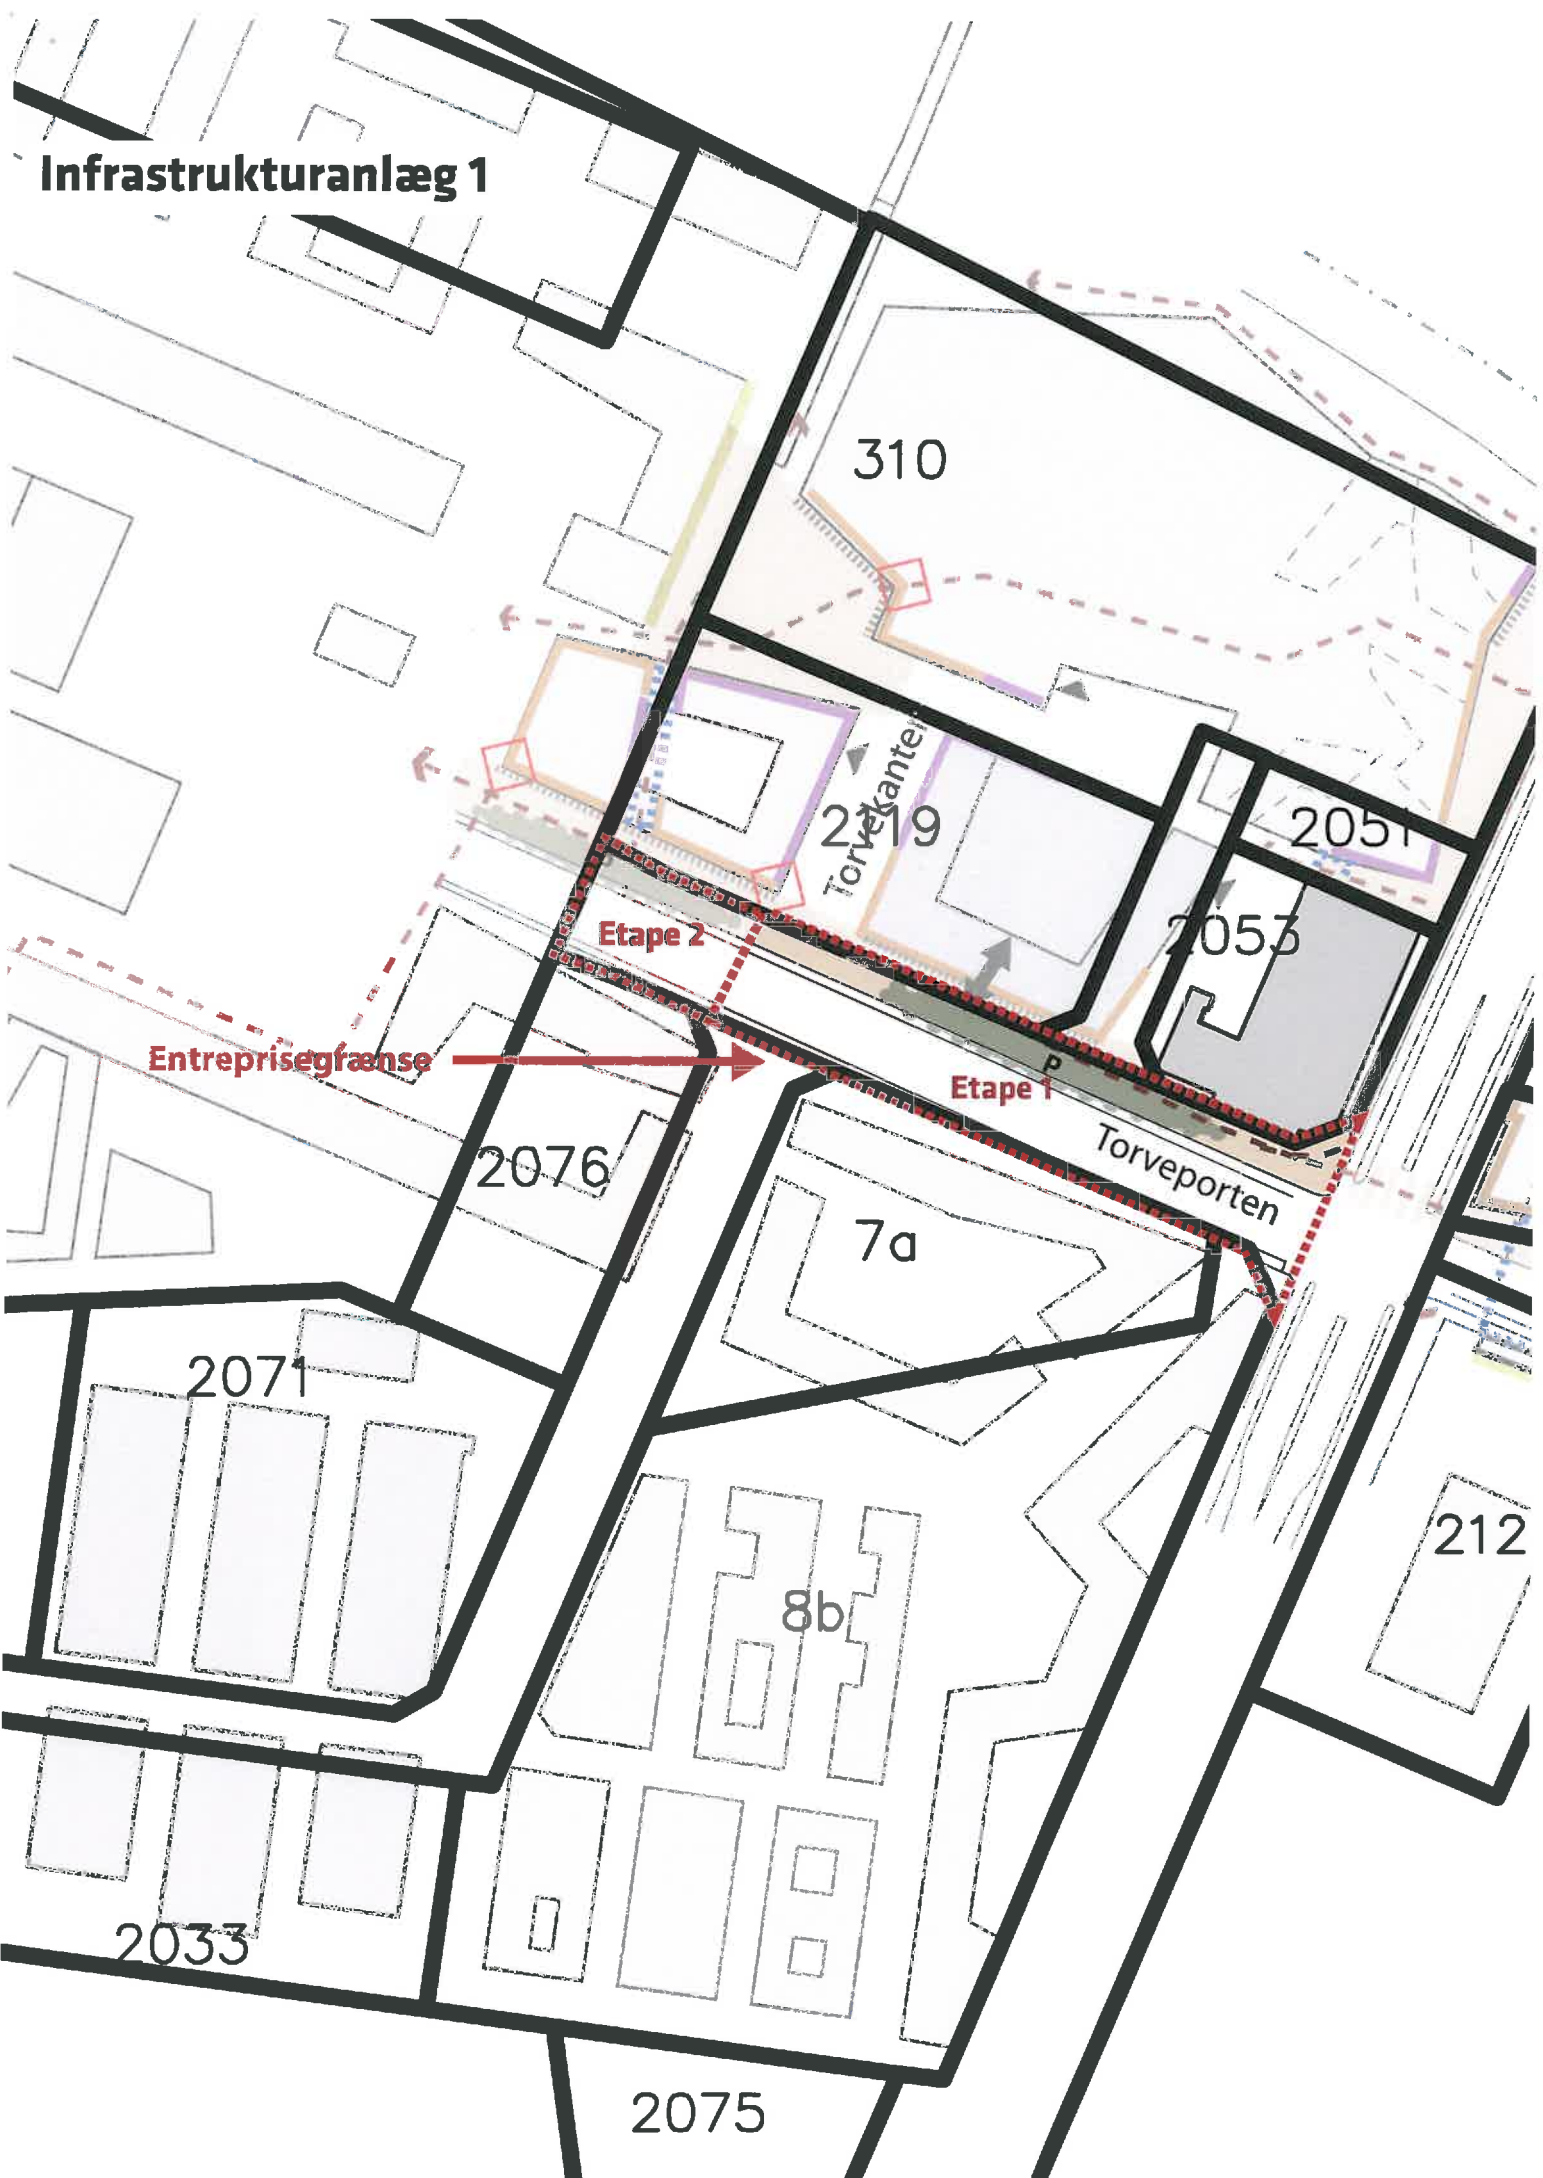 Infrastrukturanlæg 1
310
Torvekanten
2119
2051
2053
Etape 2
Entreprisegrænse
P
Etape 1
Torveporten
2076
7a
2071
212
8b
2033
2075